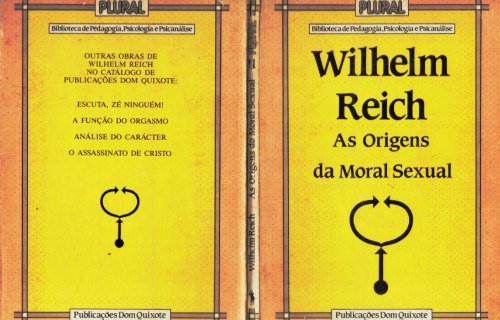 PLURAL
Biblioteca de Pedagogia, Psicologia e Psicanálise
OUTRAS OBRAS DE
WILHELM REICH
NO CATÁLOGO DE
PUBLICAÇÕES DOM QUIXOTE:
ESCUTA, ZÉ NINGUÉM!
A FUNÇÃO DO ORGASMO
ANÁLISE DO CARÁCTER
O ASSASSINATO DE CRISTO
Publicações Dom Quixote
Wilhelm Reich As Origens da Moral Sexual
PLURAL
Biblioteca de Pedagogia, Psicologia e Psicanálise
Wilhelm
Reich
As Origens
da Moral Sexual
Publicações Dom Quixote